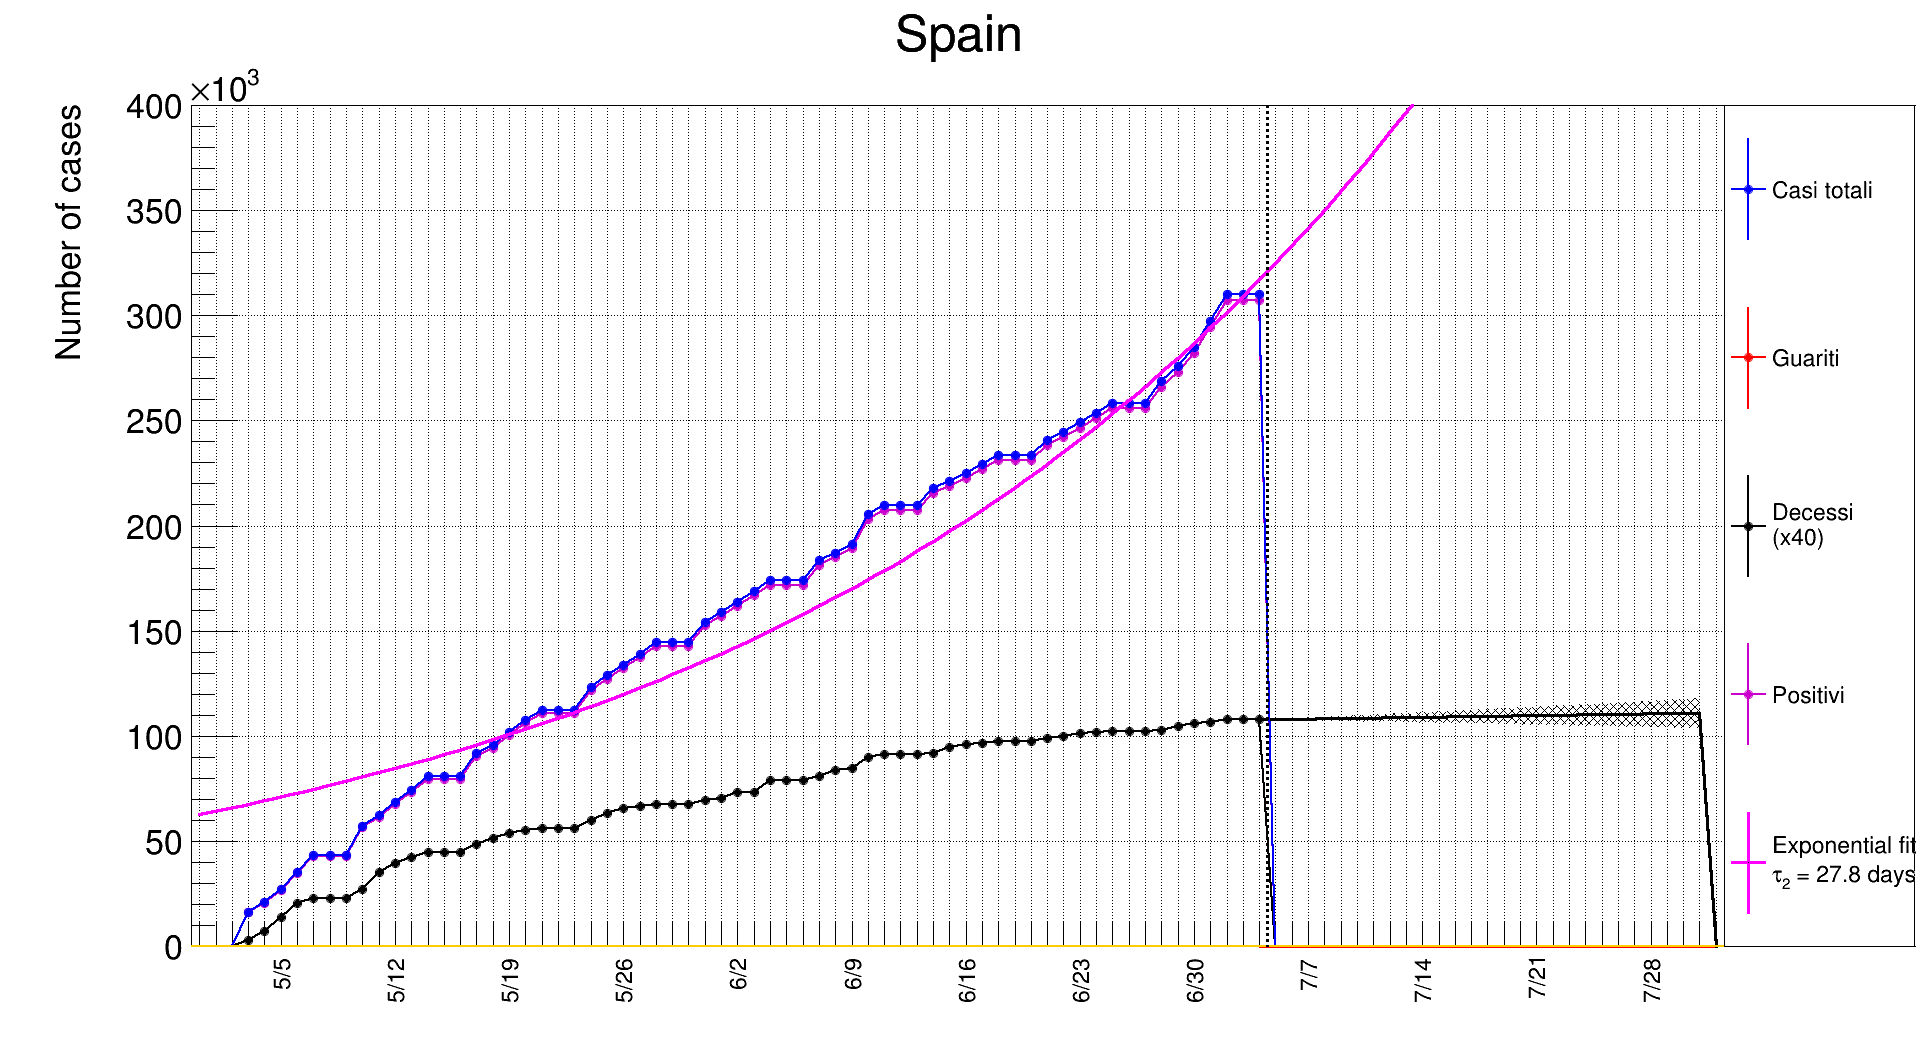 Spain
×10³
Number of cases
400
350
300
250
200
150
100
50
0
5/5
5/12
5/19
5/26
6/2
6/9
6/16
6/23
6/30
7/7
7/14
7/21
7/28
Casi totali
Guariti
Decessi
(x40)
Positivi
Exponential fit
τ₂ = 27.8 days